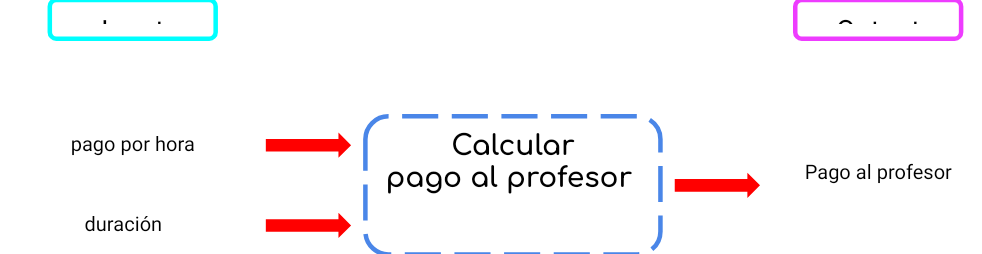 pago por hora
Calcular
pago al profesor
Pago al profesor
duración